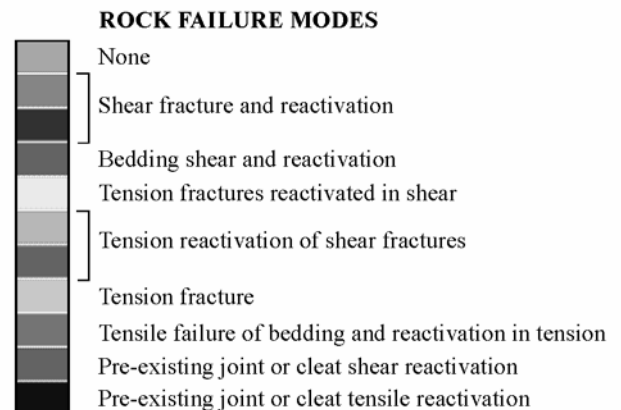 ROCK FAILURE MODES
None
Shear fracture and reactivation
Bedding shear and reactivation
Tension fractures reactivated in shear
Tension reactivation of shear fractures
Tension fracture
Tensile failure of bedding and reactivation in tension
Pre-existing joint or cleat shear reactivation
Pre-existing joint or cleat tensile reactivation